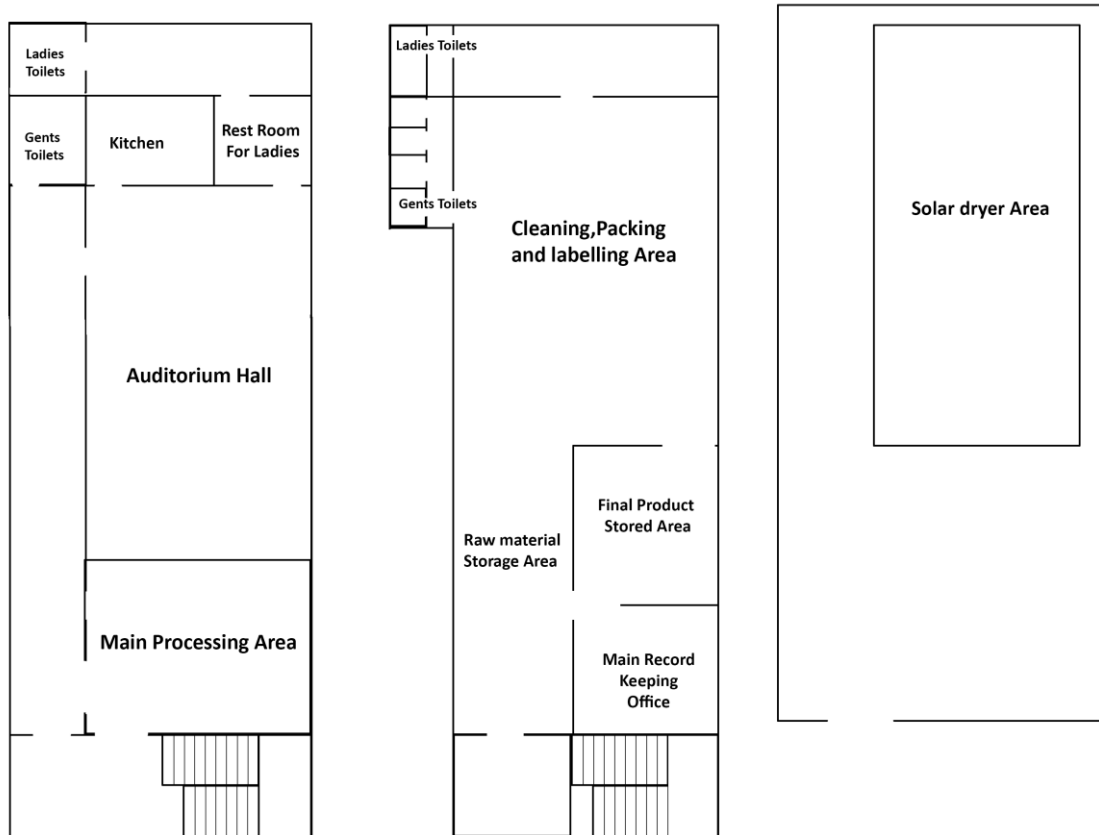 Ladies
Toilets
Gents
Toilets
Kitchen
Rest Room
For Ladies
Auditorium Hall
Main Processing Area
Ladies Toilets
Gents Toilets
Cleaning,Packing
and labelling Area
Final Product
Stored Area
Raw material
Storage Area
Main Record
Keeping
Office
Solar dryer Area